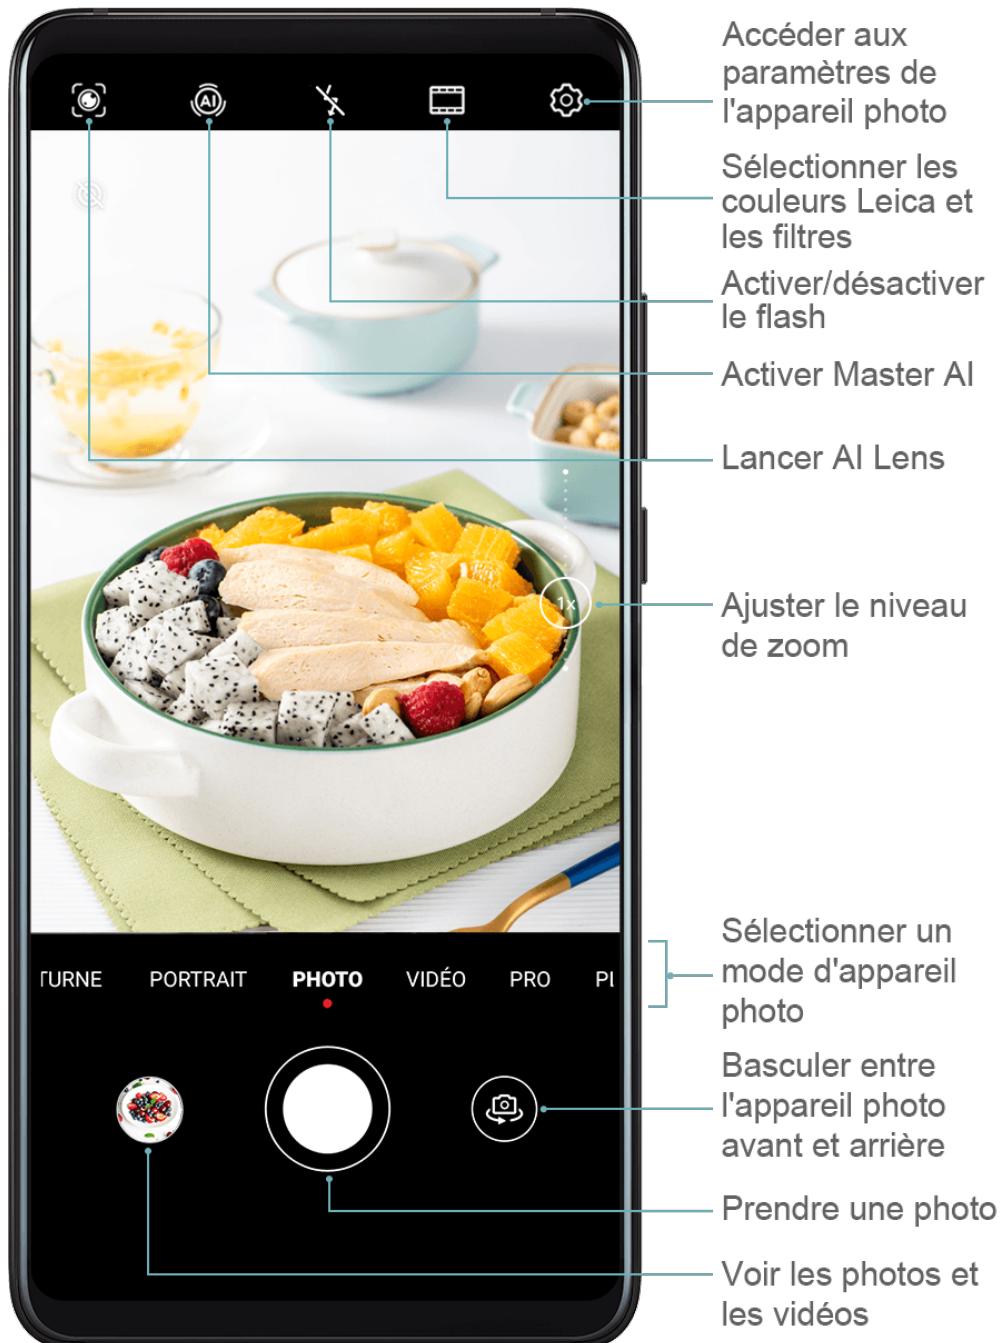 Accéder aux
paramètres de
l'appareil photo
Sélectionner les
couleurs Leica et
les filtres
Activer/désactiver
le flash
Activer Master AI
Lancer AI Lens
Ajuster le niveau
de zoom
Sélectionner un
mode d'appareil
photo
Basculer entre
l'appareil photo
avant et arrière
Prendre une photo
Voir les photos et
les vidéos
AI
1x
TURNE PORTRAIT PHOTO VIDÉO PRO